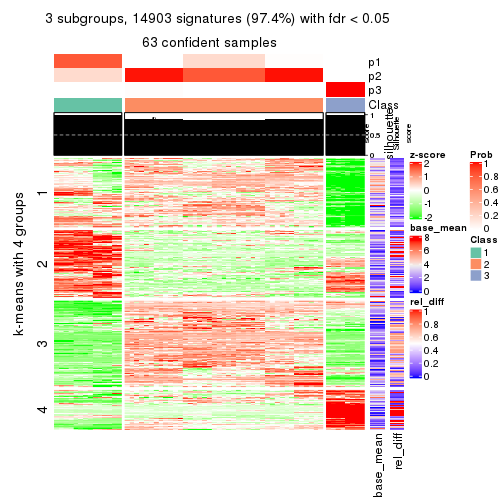 3 subgroups, 14903 signatures (97.4%) with fdr < 0.05
63 confident samples
p1
p2
p3
Class
1
0.5
0
silhouette
score
Silhouette
score
k-means with 4 groups
1
2
3
4
base_mean
rel_diff
z-score
2
1
0
-1
-2
base_mean
8
6
4
2
0
rel_diff
1
0.8
0.6
0.4
0.2
0
Prob
1
0.8
0.6
0.4
0.2
0
Class
1
2
3